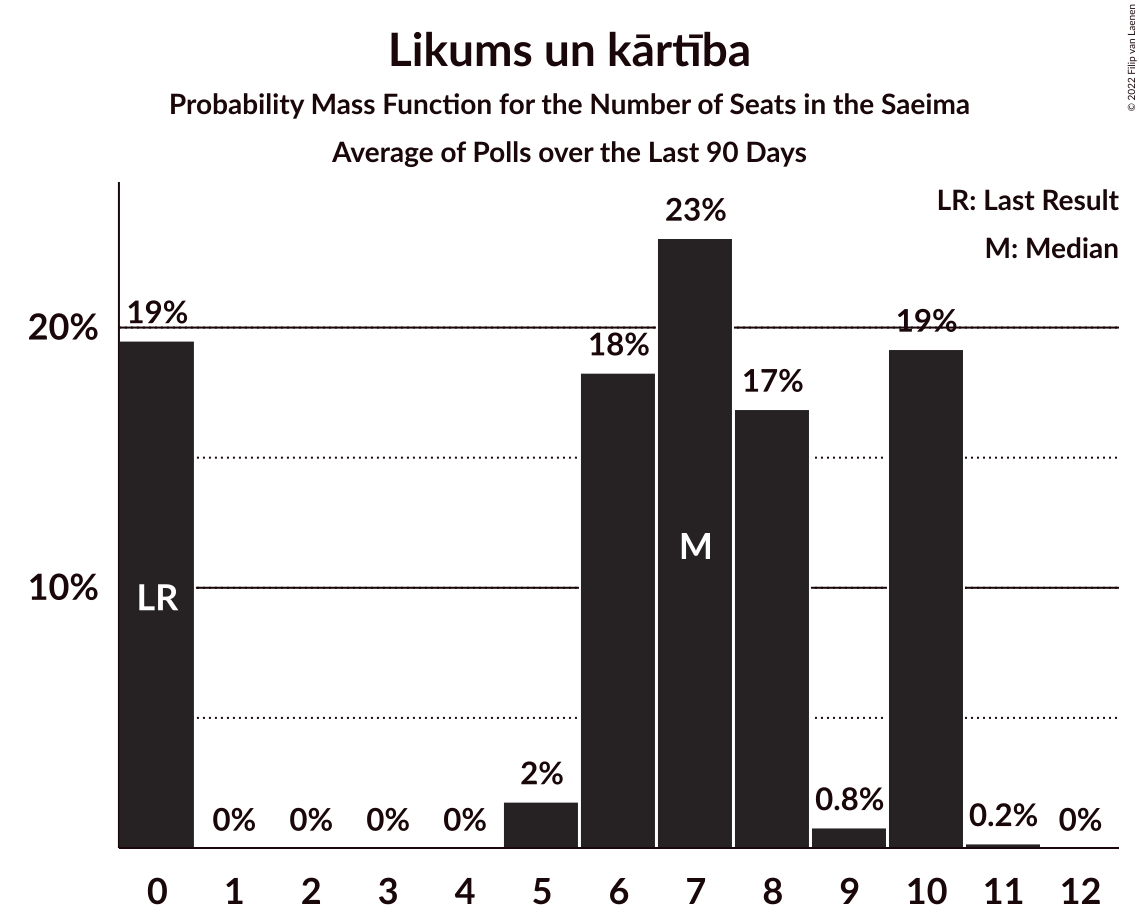 Likums un kārtība
Probability Mass Function for the Number of Seats in the Saeima
Average of Polls over the Last 90 Days
© 2022 Filip van Laenen
LR: Last Result
M: Median
20%
10%
19%
0%
0%
0%
0%
2%
18%
23%
17%
0.8%
19%
0.2%
0%
LR
M
0 1 2 3 4 5 6 7 8 9 10 11 12